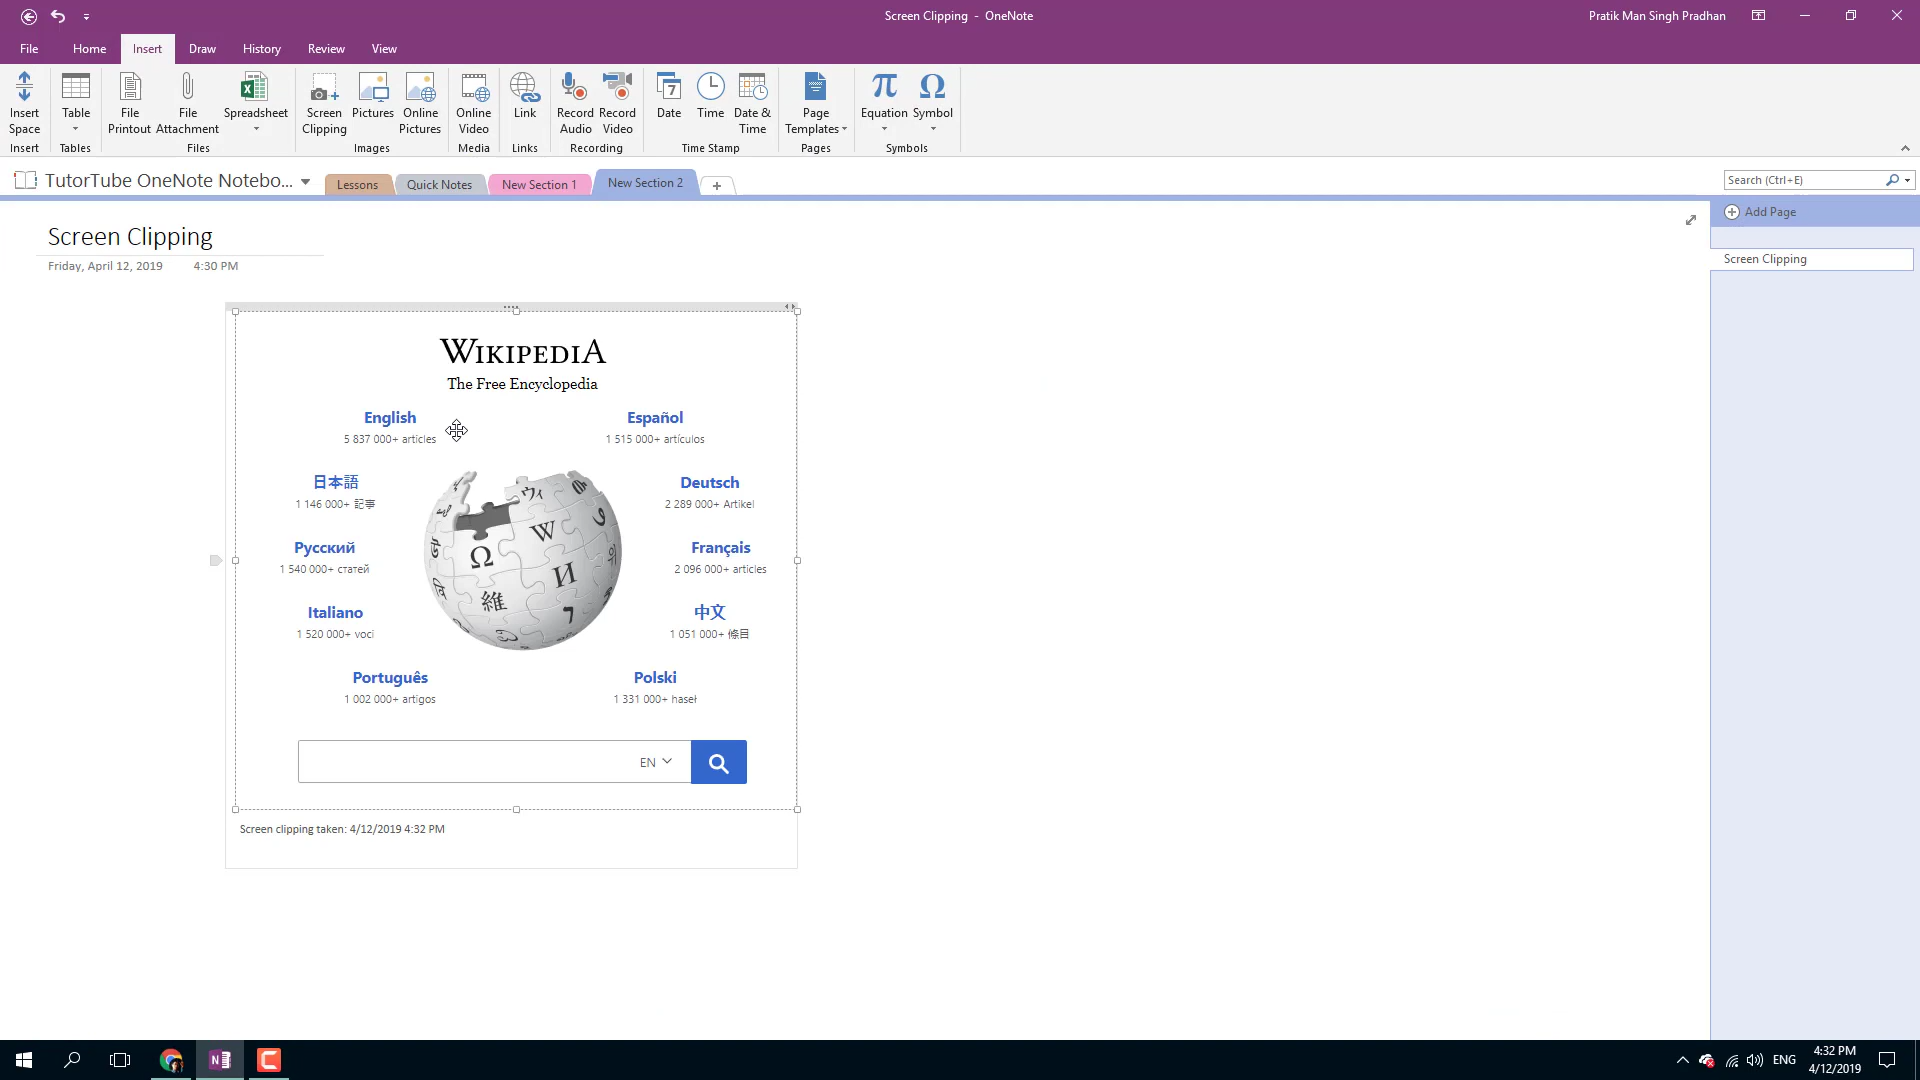 Screen Clipping - OneNote
Pratik Man Singh Pradhan
File Home Insert Draw History Review View
Insert Space
Table
File Printout
File Attachment
Spreadsheet
Screen Clipping
Pictures
Online Pictures
Online Video
Link
Record Audio
Record Video
Date
Time
Date & Time
Page Templates
Equation
Symbol
Insert Tables Files Images Media Links Recording Time Stamp Pages Symbols
TutorTube OneNote Notebo...
Lessons
Quick Notes
New Section 1
New Section 2
Search (Ctrl+E)
Add Page
Screen Clipping
Screen Clipping
Friday, April 12, 2019 4:30 PM
WIKIPEDIA
The Free Encyclopedia
English
5 837 000+ articles
Español
1 515 000+ artículos
日本語
1 146 000+ 記事
Deutsch
2 289 000+ Artikel
Русский
1 540 000+ статей
Français
2 096 000+ articles
Italiano
1 520 000+ voci
中文
1 051 000+ 條目
Português
1 002 000+ artigos
Polski
1 331 000+ haseł
EN
Screen clipping taken: 4/12/2019 4:32 PM
ENG
4:32 PM
4/12/2019